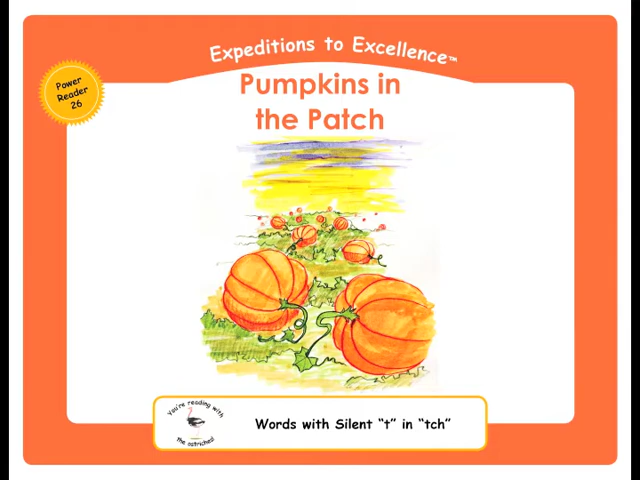 Expeditions to Excellence™
Power
Reader
26
Pumpkins in
the Patch
You're reading with
the ostriches!
Words with Silent “t” in “tch”